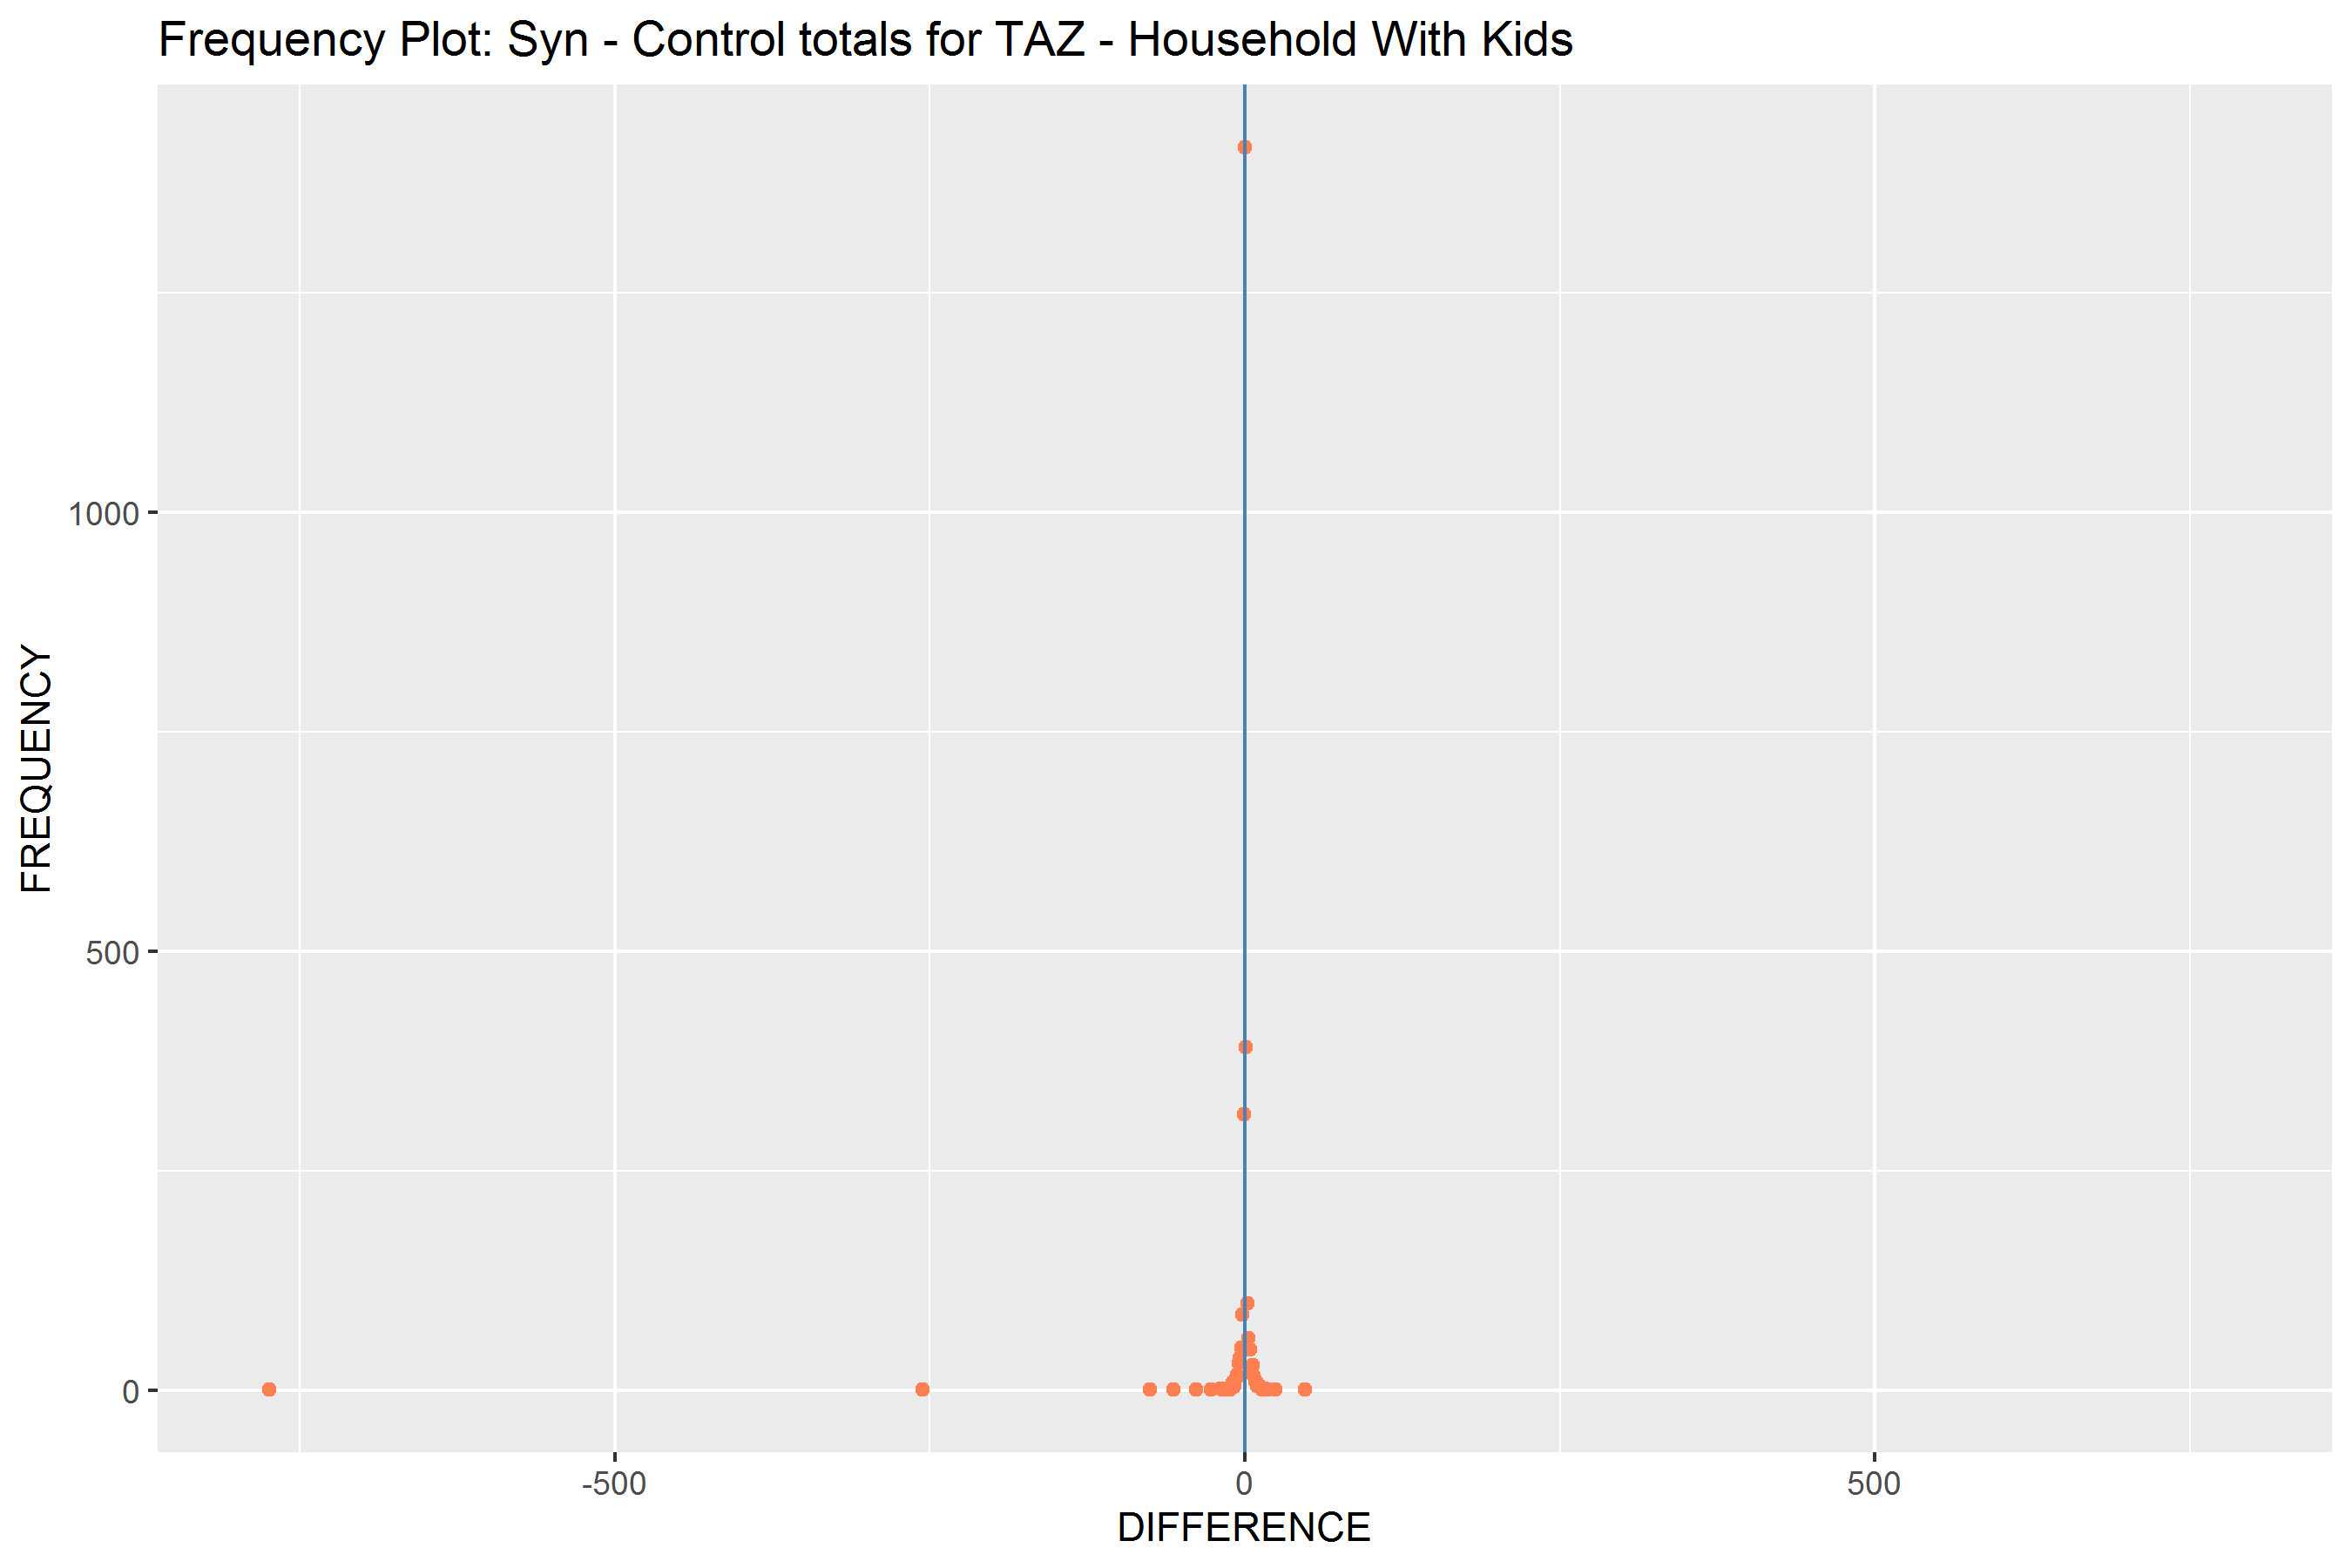 Frequency Plot: Syn - Control totals for TAZ - Household With Kids
FREQUENCY
1000
500
0
-500 0 500
DIFFERENCE